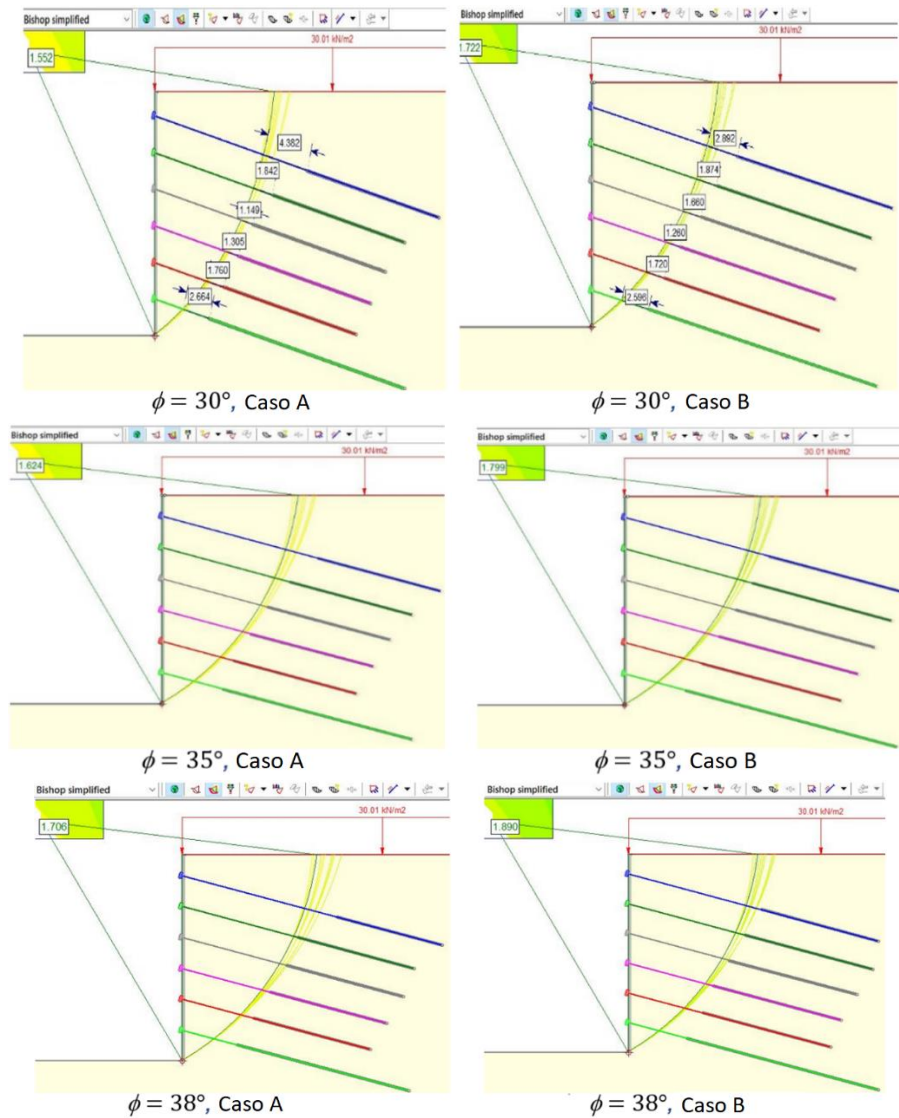 Bishop simplified
30.01 kN/m2
1.552
4.382
1.842
1.149
1.305
1.760
2.664
ϕ = 30°, Caso A
Bishop simplified
30.01 kN/m2
1.722
2.892
1.874
1.660
1.260
1.720
2.596
ϕ = 30°, Caso B
Bishop simplified
30.01 kN/m2
1.624
ϕ = 35°, Caso A
Bishop simplified
30.01 kN/m2
1.799
ϕ = 35°, Caso B
Bishop simplified
30.01 kN/m2
1.706
ϕ = 38°, Caso A
Bishop simplified
30.01 kN/m2
1.890
ϕ = 38°, Caso B